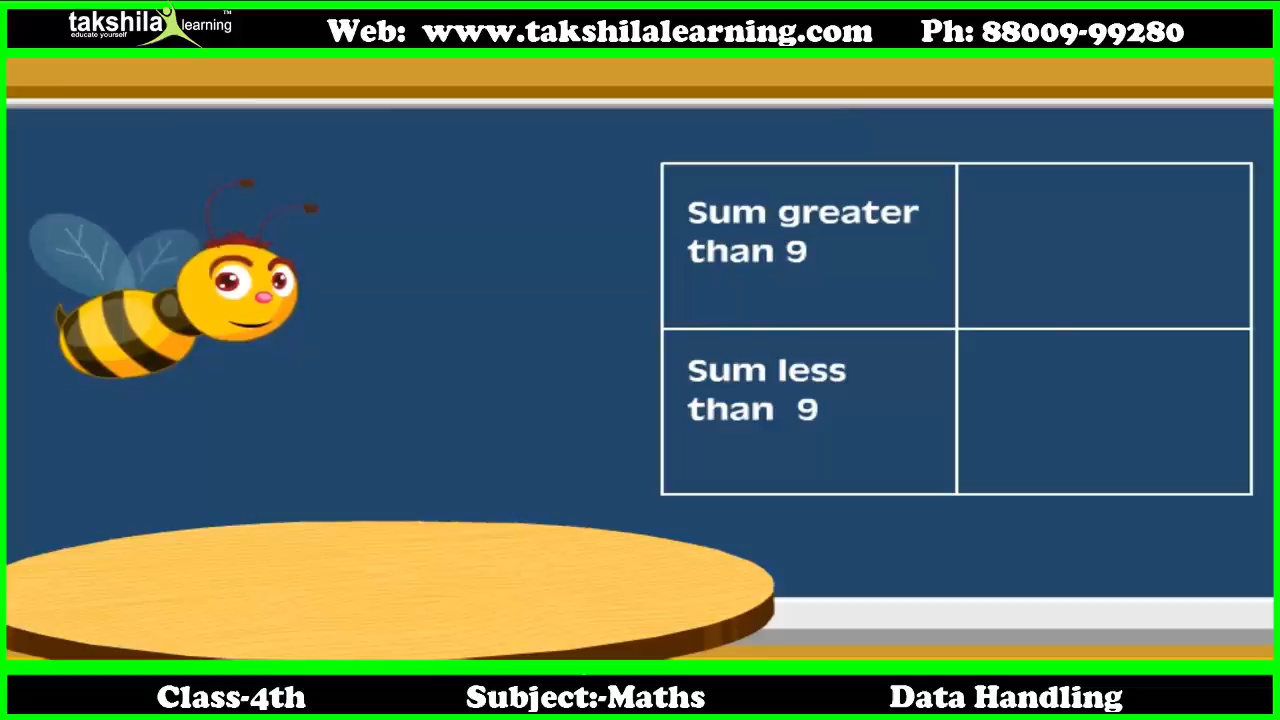 takshila learning™
educate yourself
Web: www.takshilalearning.com Ph: 88009-99280
Sum greater
than 9
Sum less
than 9
Class-4th Subject:-Maths Data Handling